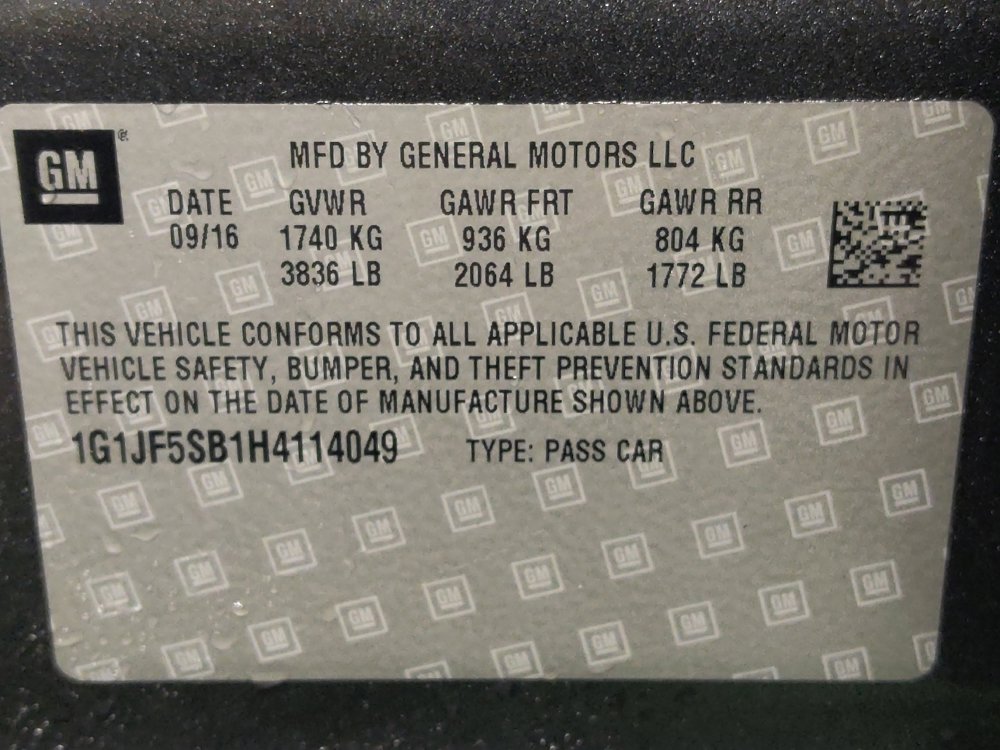 GM
MFD BY GENERAL MOTORS LLC
DATE GVWR GAWR FRT GAWR RR
09/16 1740 KG 936 KG 804 KG
3836 LB 2064 LB 1772 LB
THIS VEHICLE CONFORMS TO ALL APPLICABLE U.S. FEDERAL MOTOR
VEHICLE SAFETY, BUMPER, AND THEFT PREVENTION STANDARDS IN
EFFECT ON THE DATE OF MANUFACTURE SHOWN ABOVE.
1G1JF5SB1H4114049 TYPE: PASS CAR